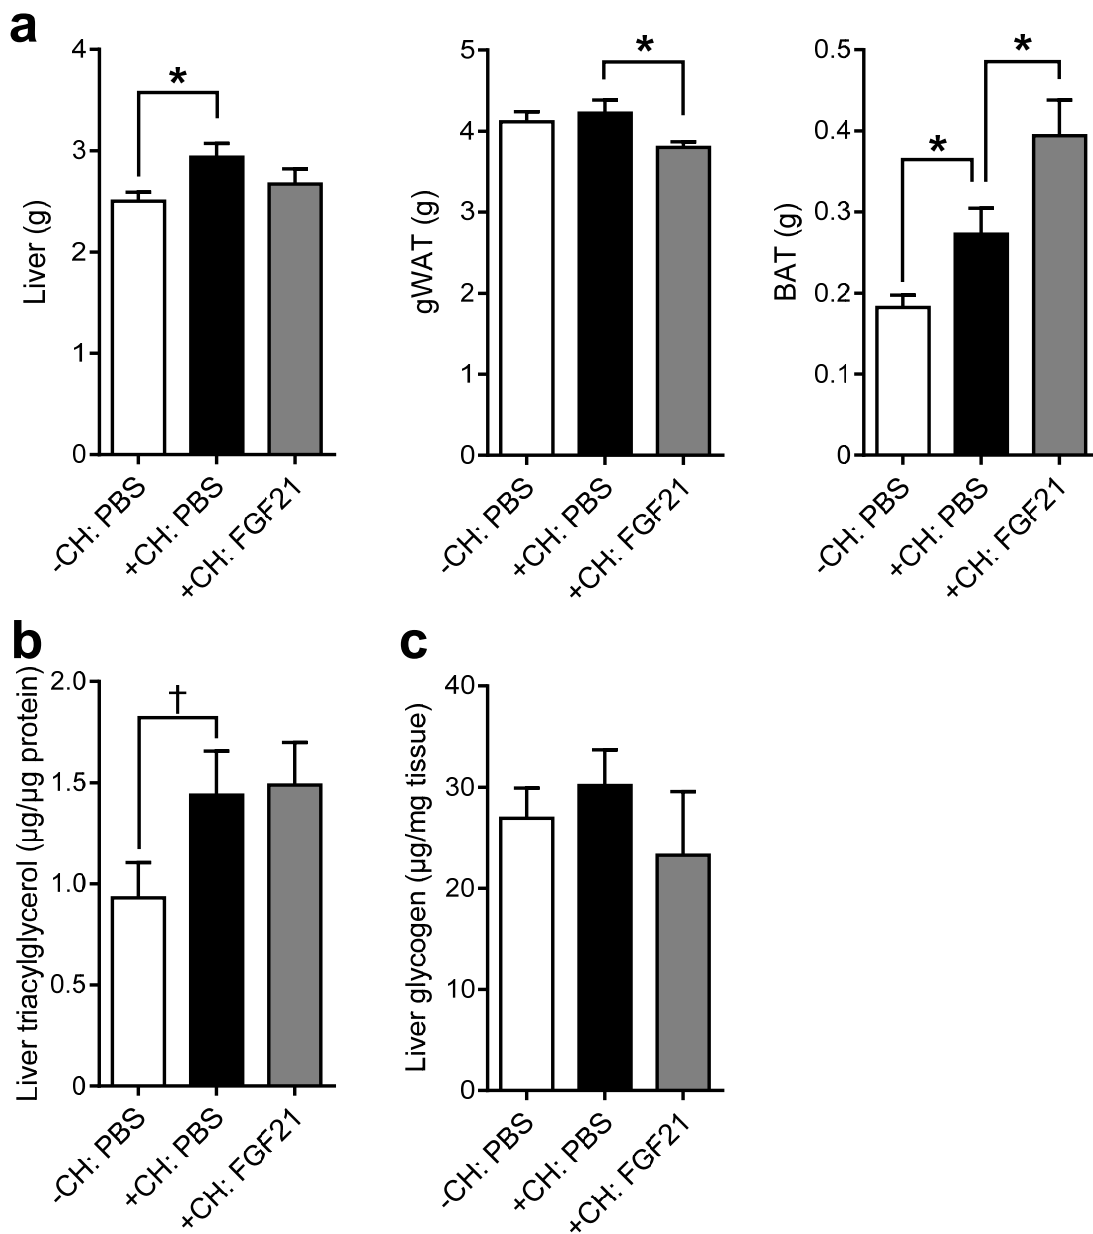 a
*
4
3
2
1
0
Liver (g)
-CH: PBS
+CH: PBS
+CH: FGF21
*
5
4
3
2
1
0
gWAT (g)
-CH: PBS
+CH: PBS
+CH: FGF21
*
*
0.5
0.4
0.3
0.2
0.1
0
BAT (g)
-CH: PBS
+CH: PBS
+CH: FGF21
b
†
2.0
1.5
1.0
0.5
0
Liver triacylglycerol (µg/µg protein)
-CH: PBS
+CH: PBS
+CH: FGF21
c
40
30
20
10
0
Liver glycogen (µg/mg tissue)
-CH: PBS
+CH: PBS
+CH: FGF21